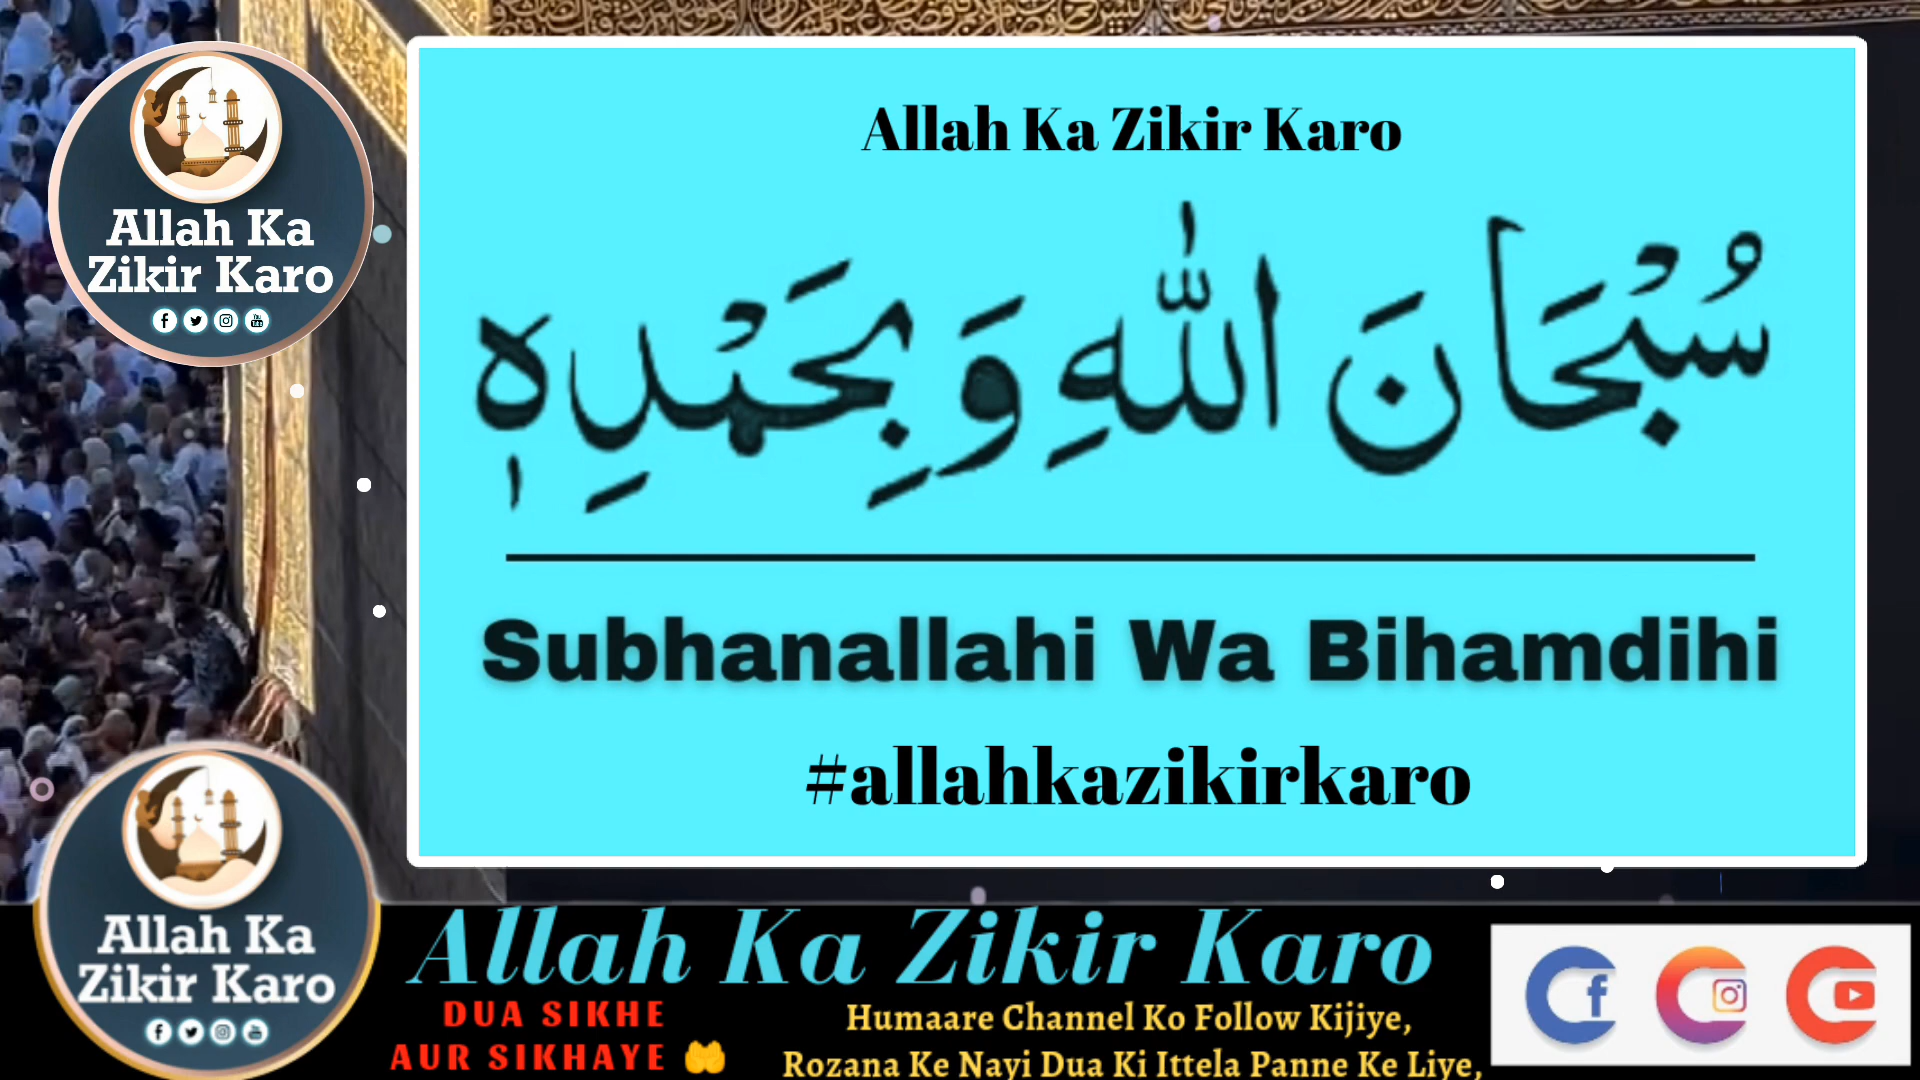 Allah Ka
Zikir Karo
Allah Ka Zikir Karo
سُبْحَانَ اللّٰهِ وَبِحَمْدِهٖ
Subhanallahi Wa Bihamdihi
#allahkazikirkaro
Allah Ka
Zikir Karo
Allah Ka Zikir Karo
DUA SIKHE
AUR SIKHAYE 🤲
Humaare Channel Ko Follow Kijiye,
Rozana Ke Nayi Dua Ki Ittela Panne Ke Liye,